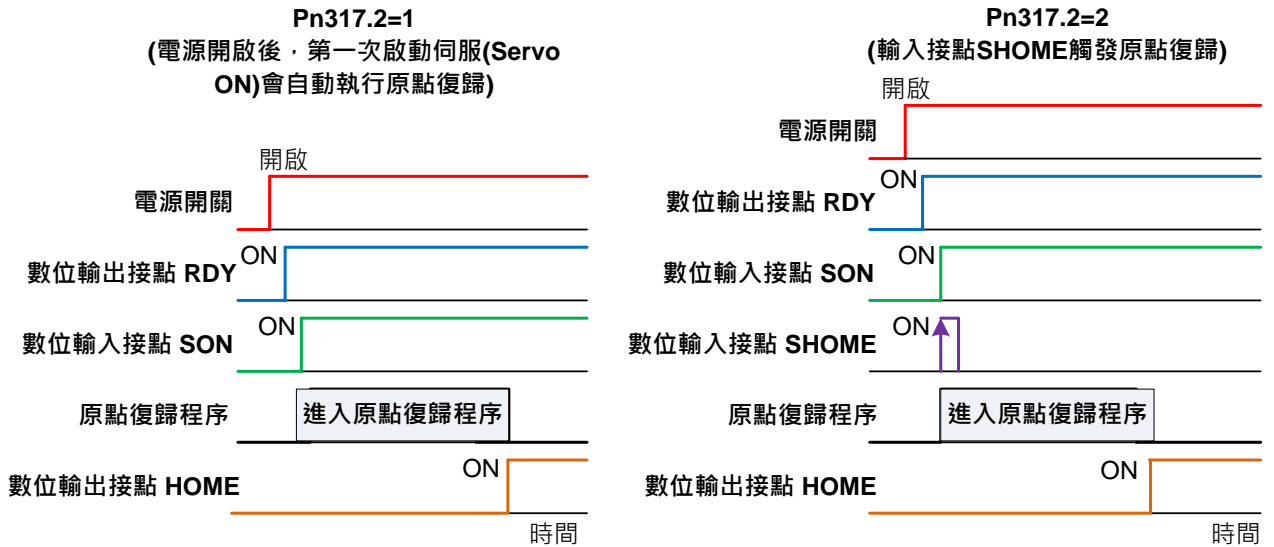 Pn317.2=1
(電源開啟後，第一次啟動伺服(Servo
ON)會自動執行原點復歸)
開啟
電源開關
ON
數位輸出接點 RDY
ON
數位輸入接點 SON
原點復歸程序
進入原點復歸程序
ON
數位輸出接點 HOME
時間
Pn317.2=2
(輸入接點SHOME觸發原點復歸)
開啟
電源開關
ON
數位輸出接點 RDY
ON
數位輸入接點 SON
ON
數位輸入接點 SHOME
原點復歸程序
進入原點復歸程序
ON
數位輸出接點 HOME
時間